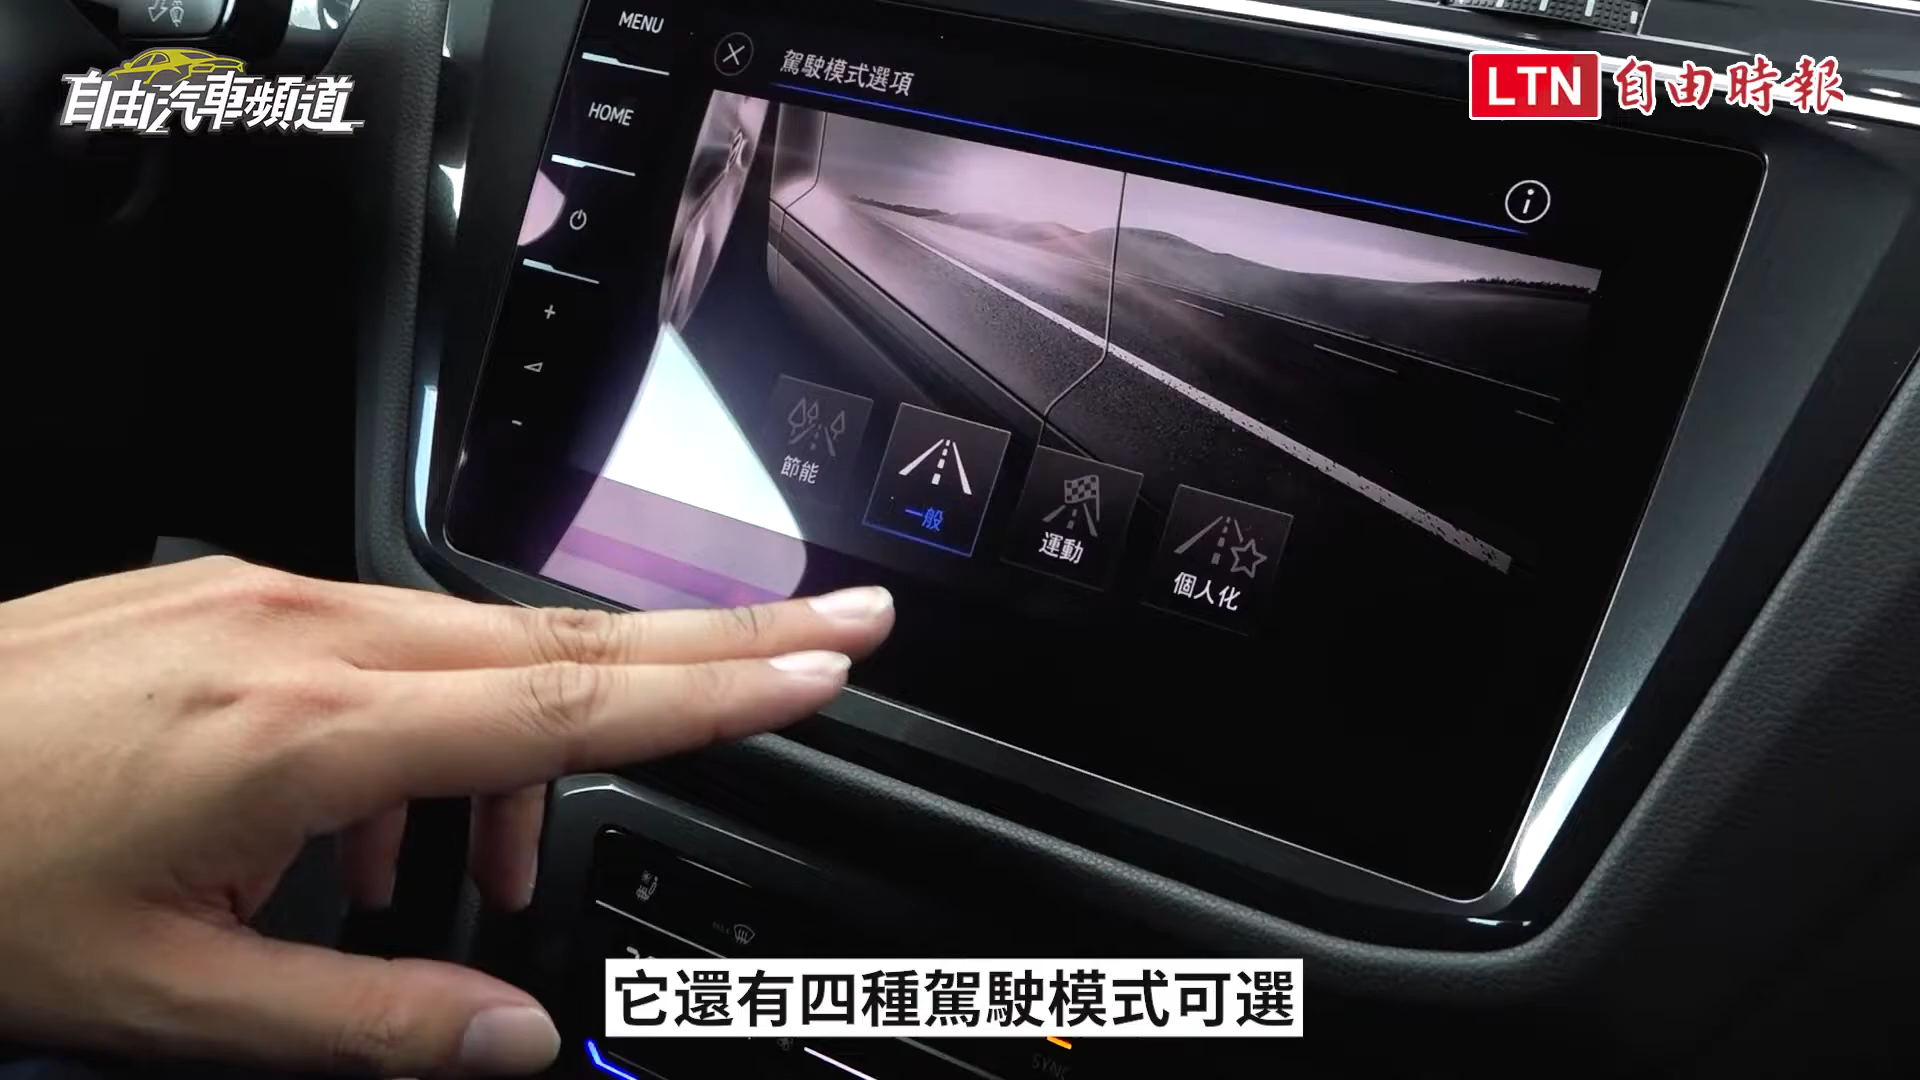 自由汽車頻道
LTN 自由時報
MENU
駕駛模式選項
HOME
節能
一般
運動
個人化
MAX
它還有四種駕駛模式可選
SYNC